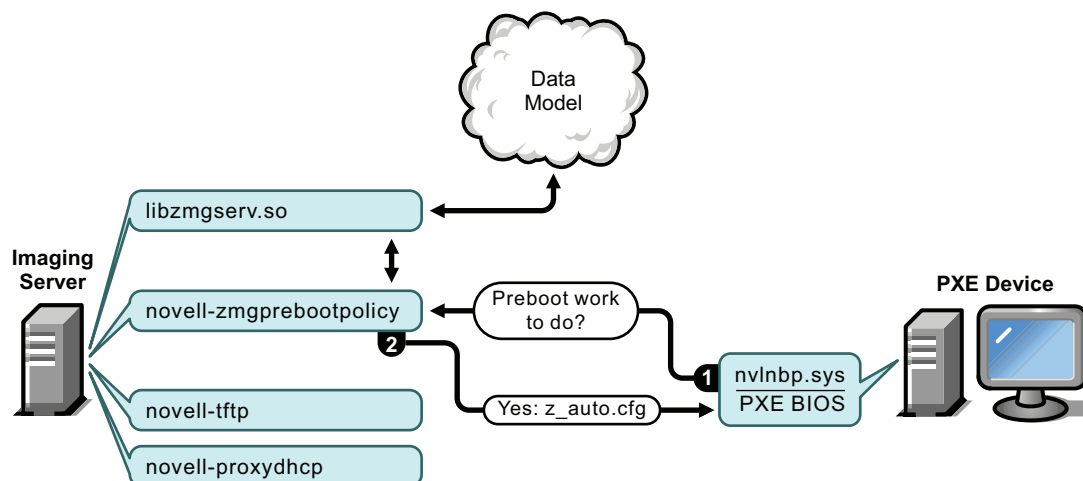 Data
Model
libzmgserv.so
Imaging
Server
PXE Device
novell-zmgprebootpolicy
Preboot work
to do?
2
1
nvlnbp.sys
PXE BIOS
novell-tftp
Yes: z_auto.cfg
novell-proxydhcp